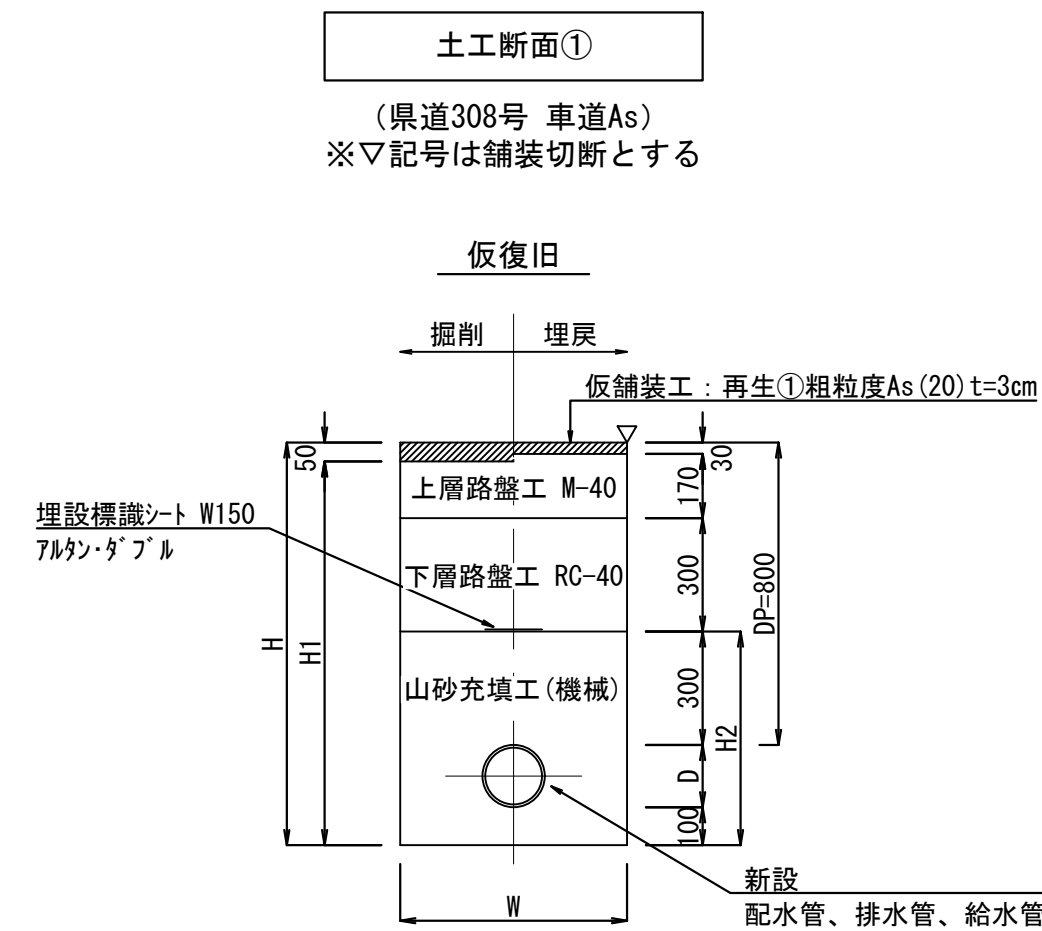 土工断面①
(県道308号 車道As)
※▽記号は舗装切断とする
仮復旧
掘削 埋戻
仮舗装工：再生①粗粒度As(20)t=3cm
50
30
上層路盤工 M-40
170
埋設標識シート W150
アルタン・ダブル
下層路盤工 RC-40
300
DP=800
H
H1
山砂充填工(機械)
300
H2
D
100
W
新設
配水管、排水管、給水管